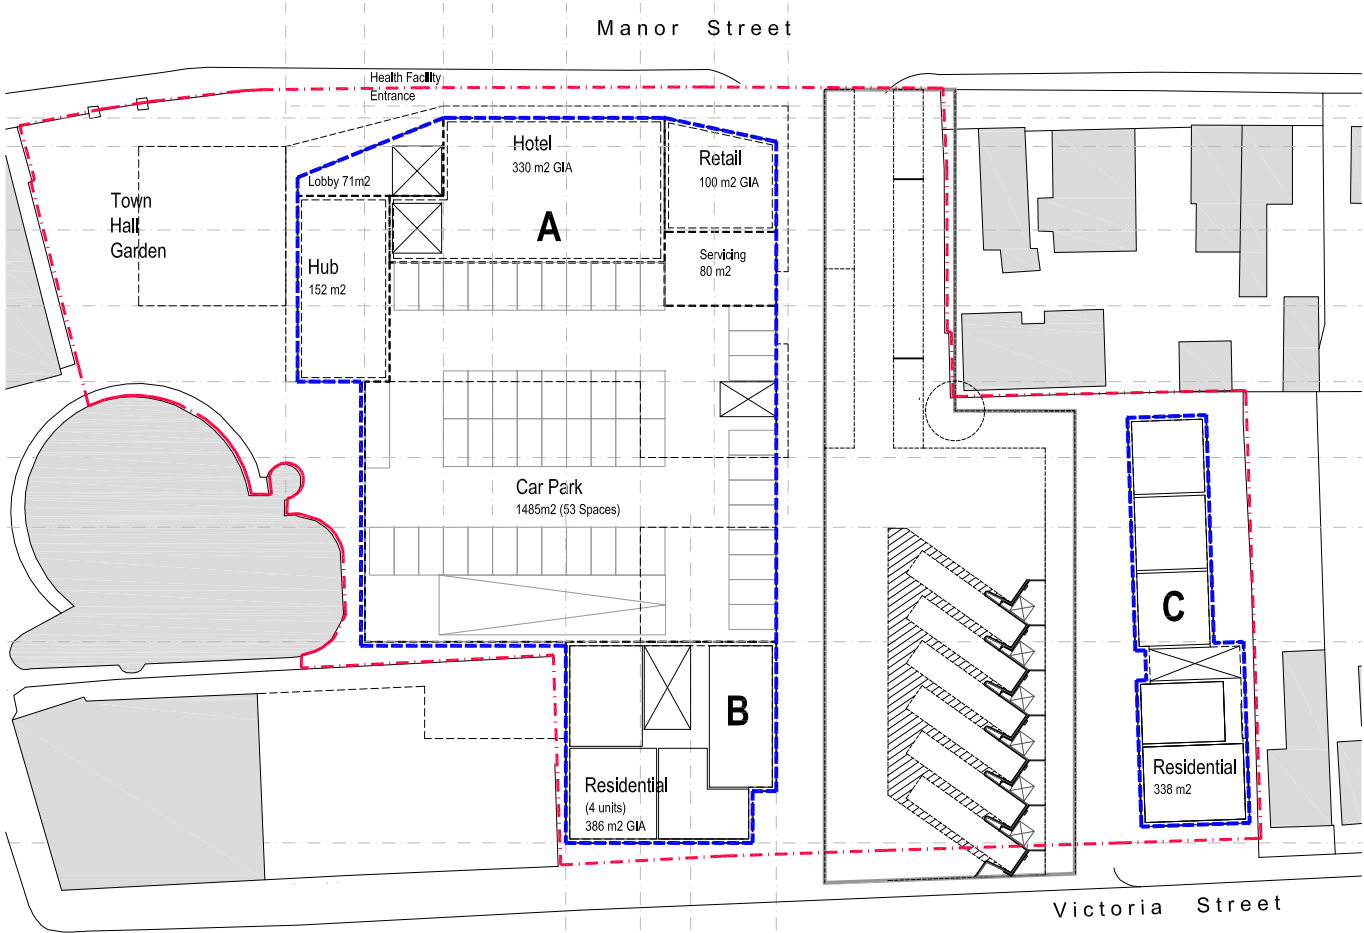 Manor Street
Health Facility
Entrance
Hotel
330 m2 GIA
Retail
100 m2 GIA
Lobby 71m2
Town
Hall
Garden
A
Servicing
80 m2
Hub
152 m2
Car Park
1485m2 (53 Spaces)
C
B
Residential
(4 units)
386 m2 GIA
Residential
338 m2
Victoria Street